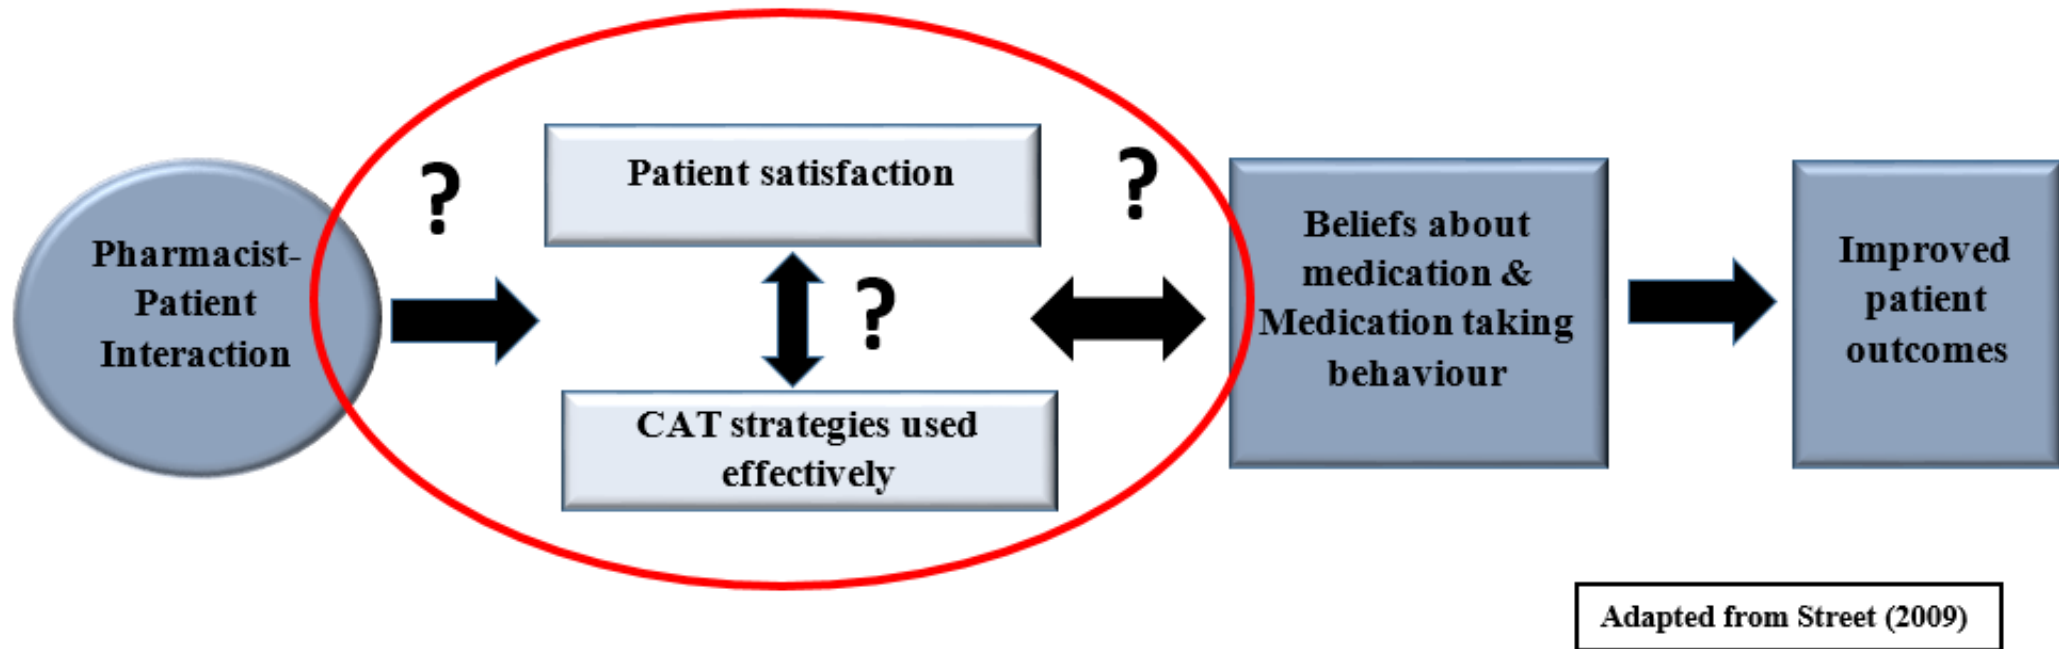 Pharmacist-
Patient
Interaction
?
Patient satisfaction
?
CAT strategies used
effectively
?
Beliefs about
medication &
Medication taking
behaviour
Improved
patient
outcomes
Adapted from Street (2009)